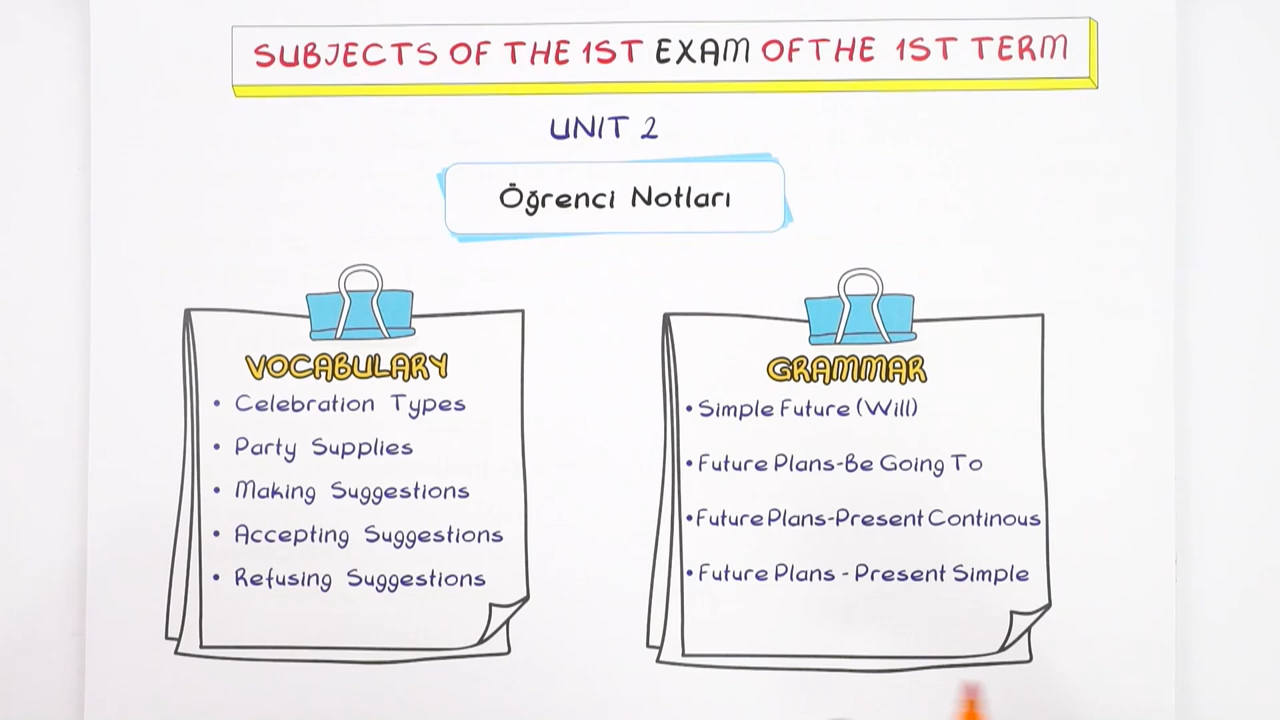 SUBJECTS OF THE 1ST EXAM OF THE 1ST TERM
UNIT 2
Öğrenci Notları
VOCABULARY
• Celebration Types
• Party Supplies
• Making Suggestions
• Accepting Suggestions
• Refusing Suggestions
GRAMMAR
• Simple Future (Will)
• Future Plans-Be Going To
• Future Plans-Present Continous
• Future Plans - Present Simple